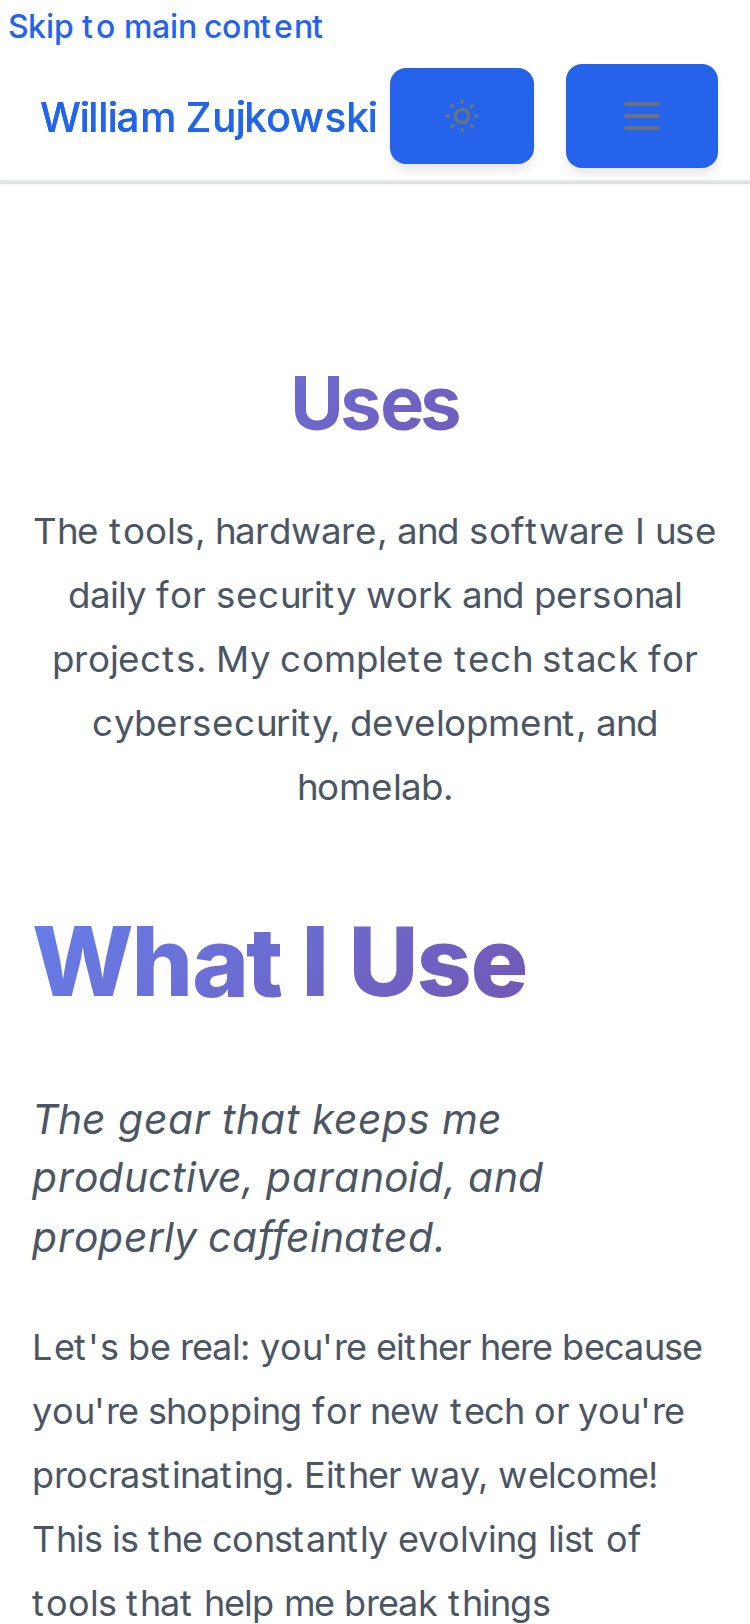 Skip to main content
William Zujkowski
Uses
The tools, hardware, and software I use
daily for security work and personal
projects. My complete tech stack for
cybersecurity, development, and
homelab.
What I Use
The gear that keeps me
productive, paranoid, and
properly caffeinated.
Let's be real: you're either here because
you're shopping for new tech or you're
procrastinating. Either way, welcome!
This is the constantly evolving list of
tools that help me break things